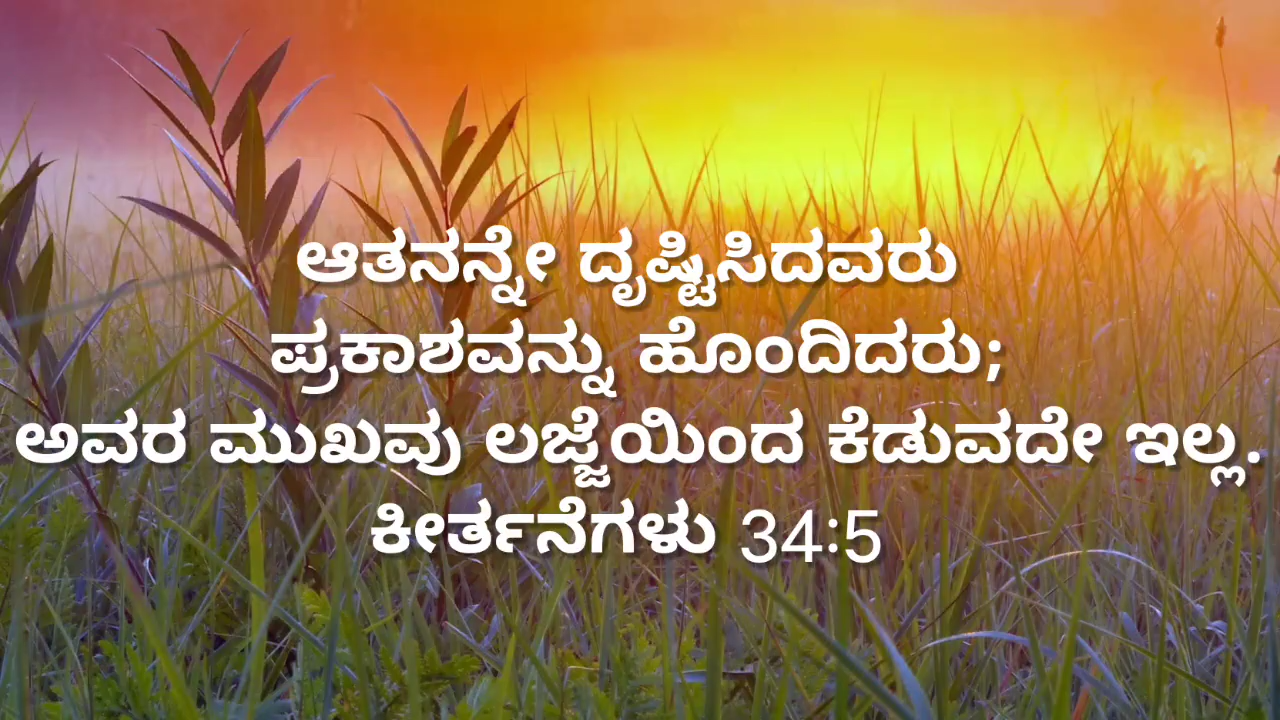 ಆತನನ್ನೇ ದೃಷ್ಟಿಸಿದವರು
ಪ್ರಕಾಶವನ್ನು ಹೊಂದಿದರು;
ಅವರ ಮುಖವು ಲಜ್ಜೆಯಿಂದ ಕೆಡುವದೇ ಇಲ್ಲ.
ಕೀರ್ತನೆಗಳು 34:5